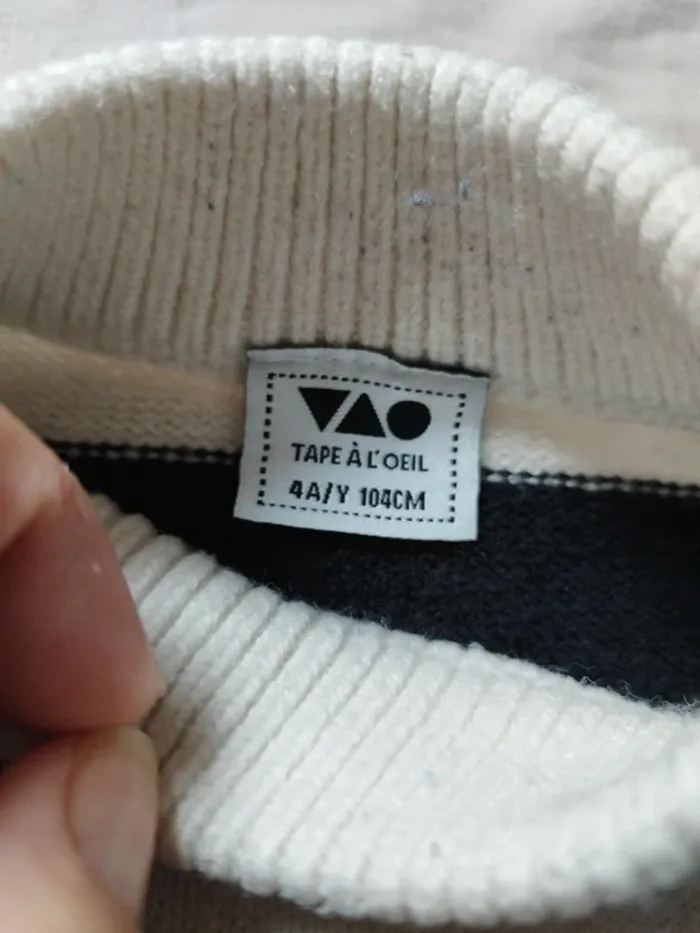 TAPE À L'OEIL
4A/Y 104CM